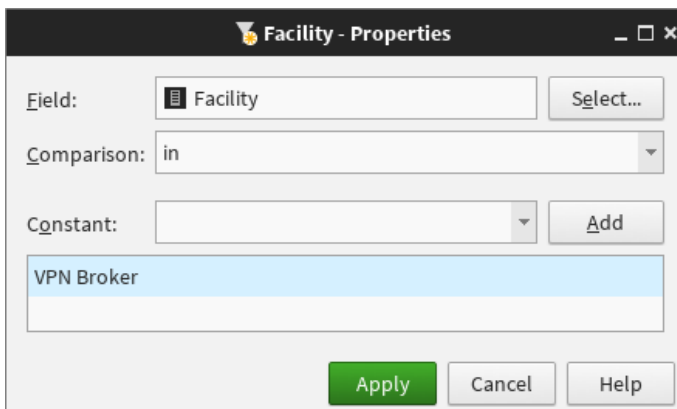 Facility - Properties
Field: Facility Select...
Comparison: in
Constant: Add
VPN Broker
Apply Cancel Help